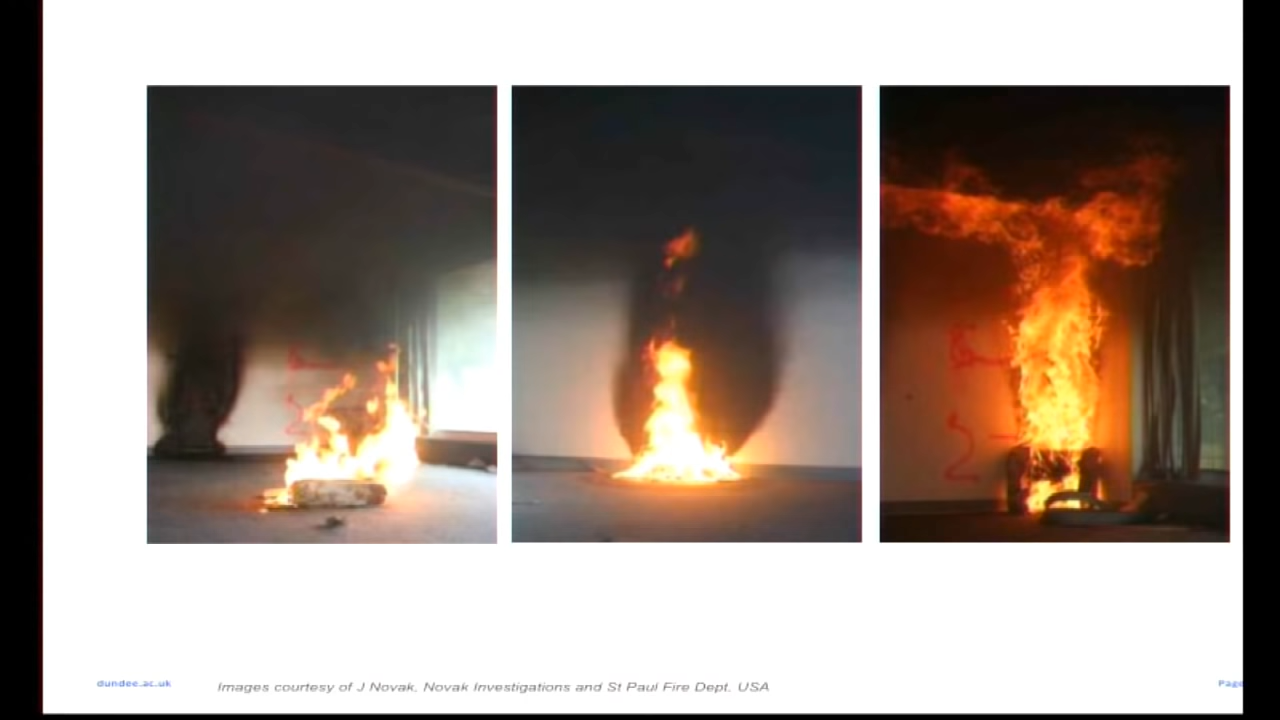 dundee.ac.uk
Images courtesy of J Novak, Novak Investigations and St Paul Fire Dept, USA
Page